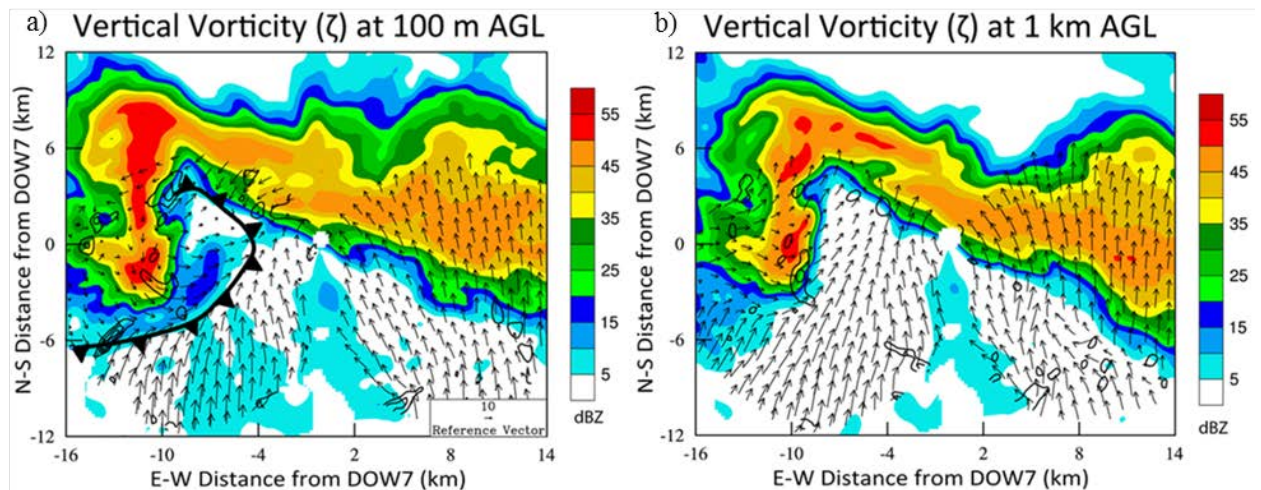 a) Vertical Vorticity (ζ) at 100 m AGL
12
6
0
-6
-12
N-S Distance from DOW7 (km)
-16 -10 -4 2 8 14
E-W Distance from DOW7 (km)
10
Reference Vector
55
45
35
25
15
5
dBZ
b) Vertical Vorticity (ζ) at 1 km AGL
12
6
0
-6
-12
N-S Distance from DOW7 (km)
-16 -10 -4 2 8 14
E-W Distance from DOW7 (km)
55
45
35
25
15
5
dBZ